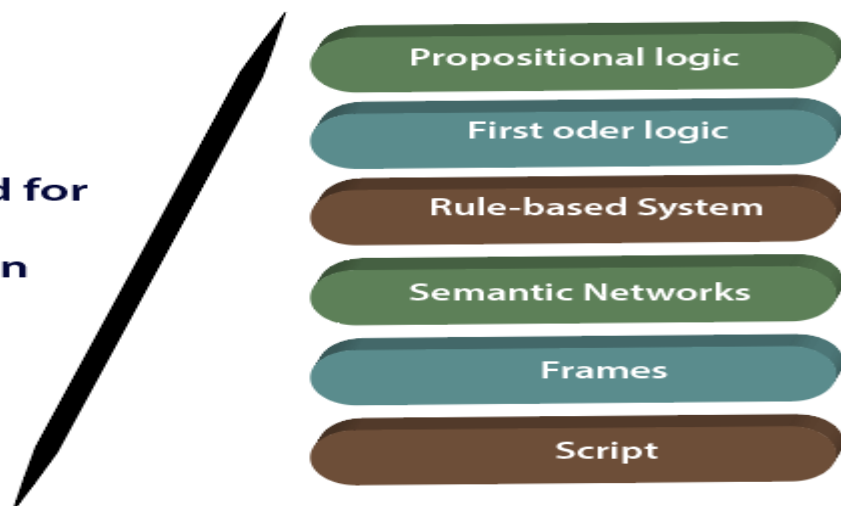 d for
n
Propositional logic
First oder logic
Rule-based System
Semantic Networks
Frames
Script